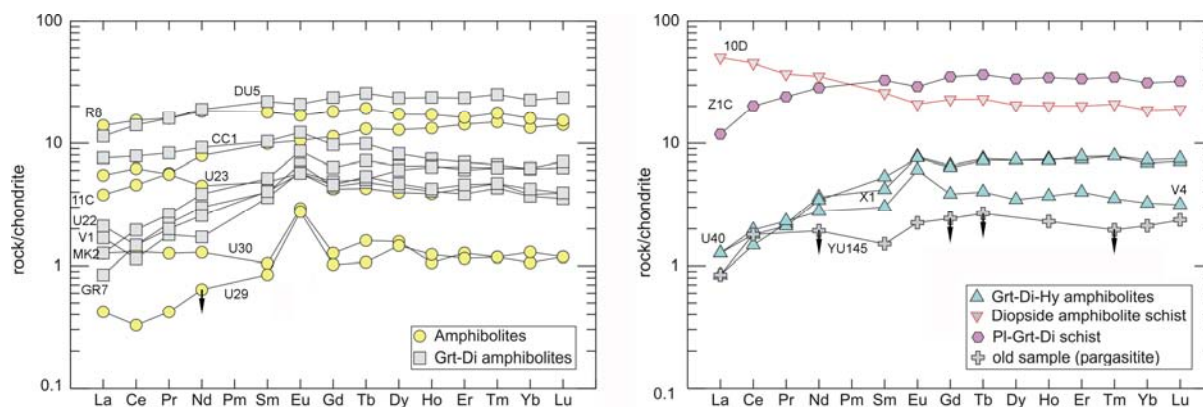 100
10
1
0.1
rock/chondrite
R8
DU5
CC1
U23
11C
U22
V1
MK2
GR7
U30
U29
Amphibolites
Grt-Di amphibolites
La Ce Pr Nd Pm Sm Eu Gd Tb Dy Ho Er Tm Yb Lu
100
10
1
0.1
rock/chondrite
10D
Z1C
X1
V4
U40
YU145
Grt-Di-Hy amphibolites
Diopside amphibolite schist
Pl-Grt-Di schist
old sample (pargasitite)
La Ce Pr Nd Pm Sm Eu Gd Tb Dy Ho Er Tm Yb Lu